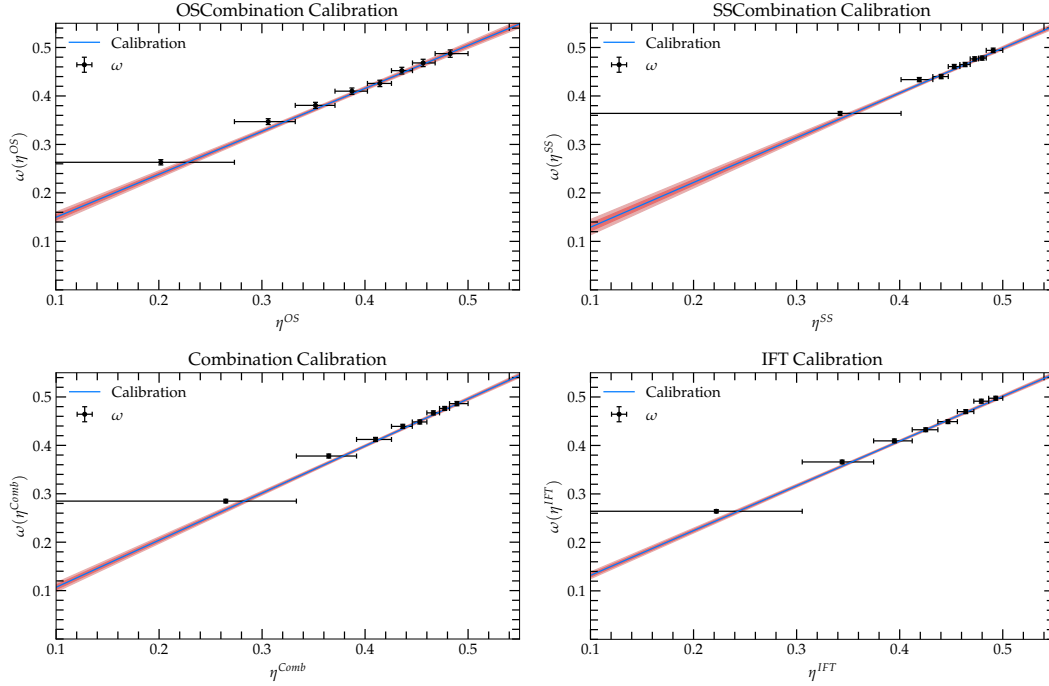 OSCombination Calibration
Calibration
ω
0.5
0.4
0.3
0.2
0.1
ω(η^OS)
0.1 0.2 0.3 0.4 0.5
η^OS
SSCombination Calibration
Calibration
ω
0.5
0.4
0.3
0.2
0.1
ω(η^SS)
0.1 0.2 0.3 0.4 0.5
η^SS
Combination Calibration
Calibration
ω
0.5
0.4
0.3
0.2
0.1
ω(η^Comb)
0.1 0.2 0.3 0.4 0.5
η^Comb
IFT Calibration
Calibration
ω
0.5
0.4
0.3
0.2
0.1
ω(η^IFT)
0.1 0.2 0.3 0.4 0.5
η^IFT